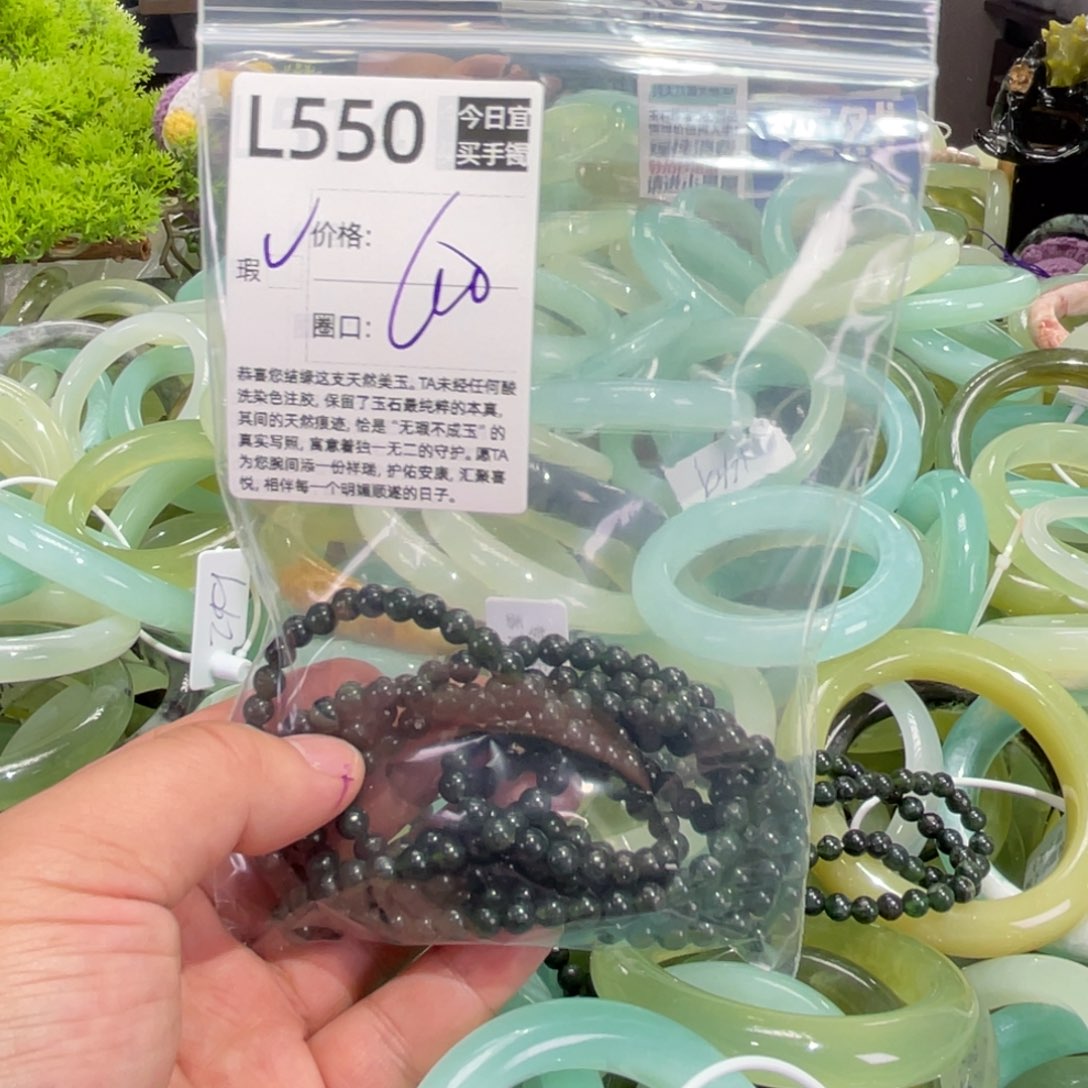 L550
今日宜
买手镯
瑕
价格:
圈口:
恭喜您结缘这支天然美玉。TA未经任何酸
洗染色注胶，保留了玉石最纯粹的本真，
其间的天然痕迹，恰是“无瑕不成玉”的
真实写照，寓意着独一无二的守护。愿TA
为您腕间添一份祥瑞，护佑安康，汇聚喜
悦，相伴每一个明媚顺遂的日子。